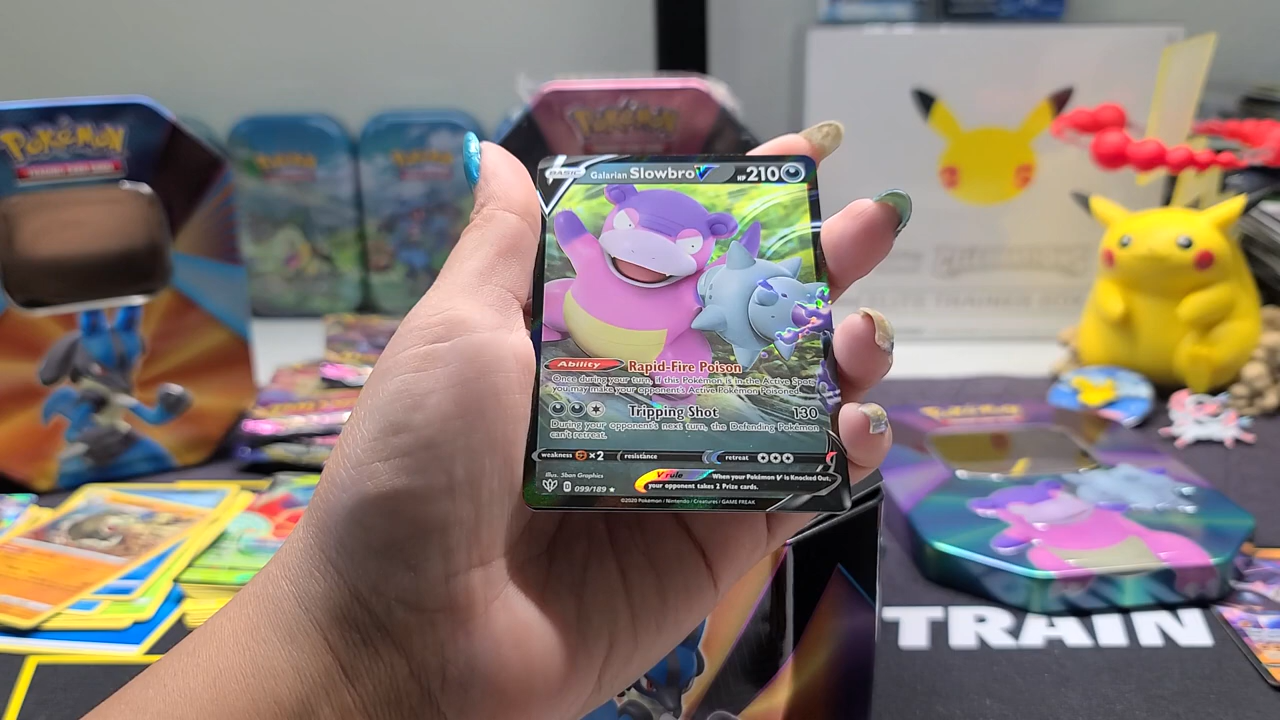 POKÉMON
Pokémon
BASIC Galarian Slowbro V HP 210
Ability Rapid-Fire Poison
Once during your turn, if this Pokémon is in the Active Spot,
you may make your opponent's Active Pokémon Poisoned.
Tripping Shot 130
During your opponent's next turn, the Defending Pokémon
can't retreat.
weakness ×2 resistance retreat
illus. 5ban Graphics
V rule When your Pokémon V is Knocked Out,
your opponent takes 2 Prize cards.
D 099/189
©2020 Pokémon / Nintendo / Creatures / GAME FREAK
TRAIN